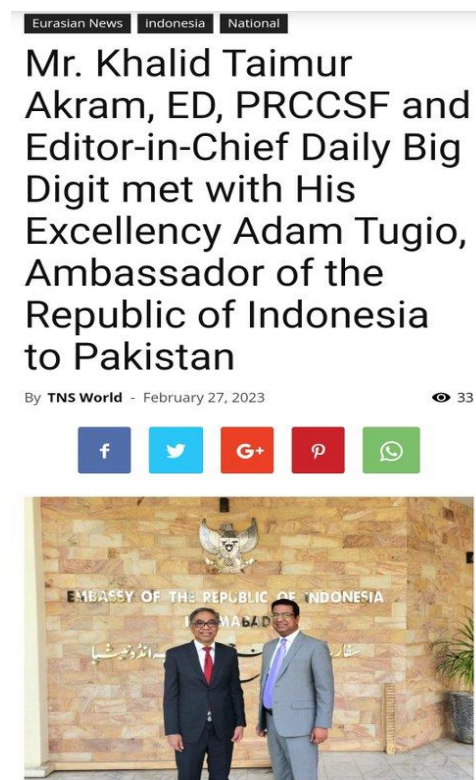 Eurasian News indonesia National
Mr. Khalid Taimur
Akram, ED, PRCCSF and
Editor-in-Chief Daily Big
Digit met with His
Excellency Adam Tugio,
Ambassador of the
Republic of Indonesia
to Pakistan
By TNS World - February 27, 2023 33
f G+
EMBASSY OF THE REPUBLIC OF INDONESIA